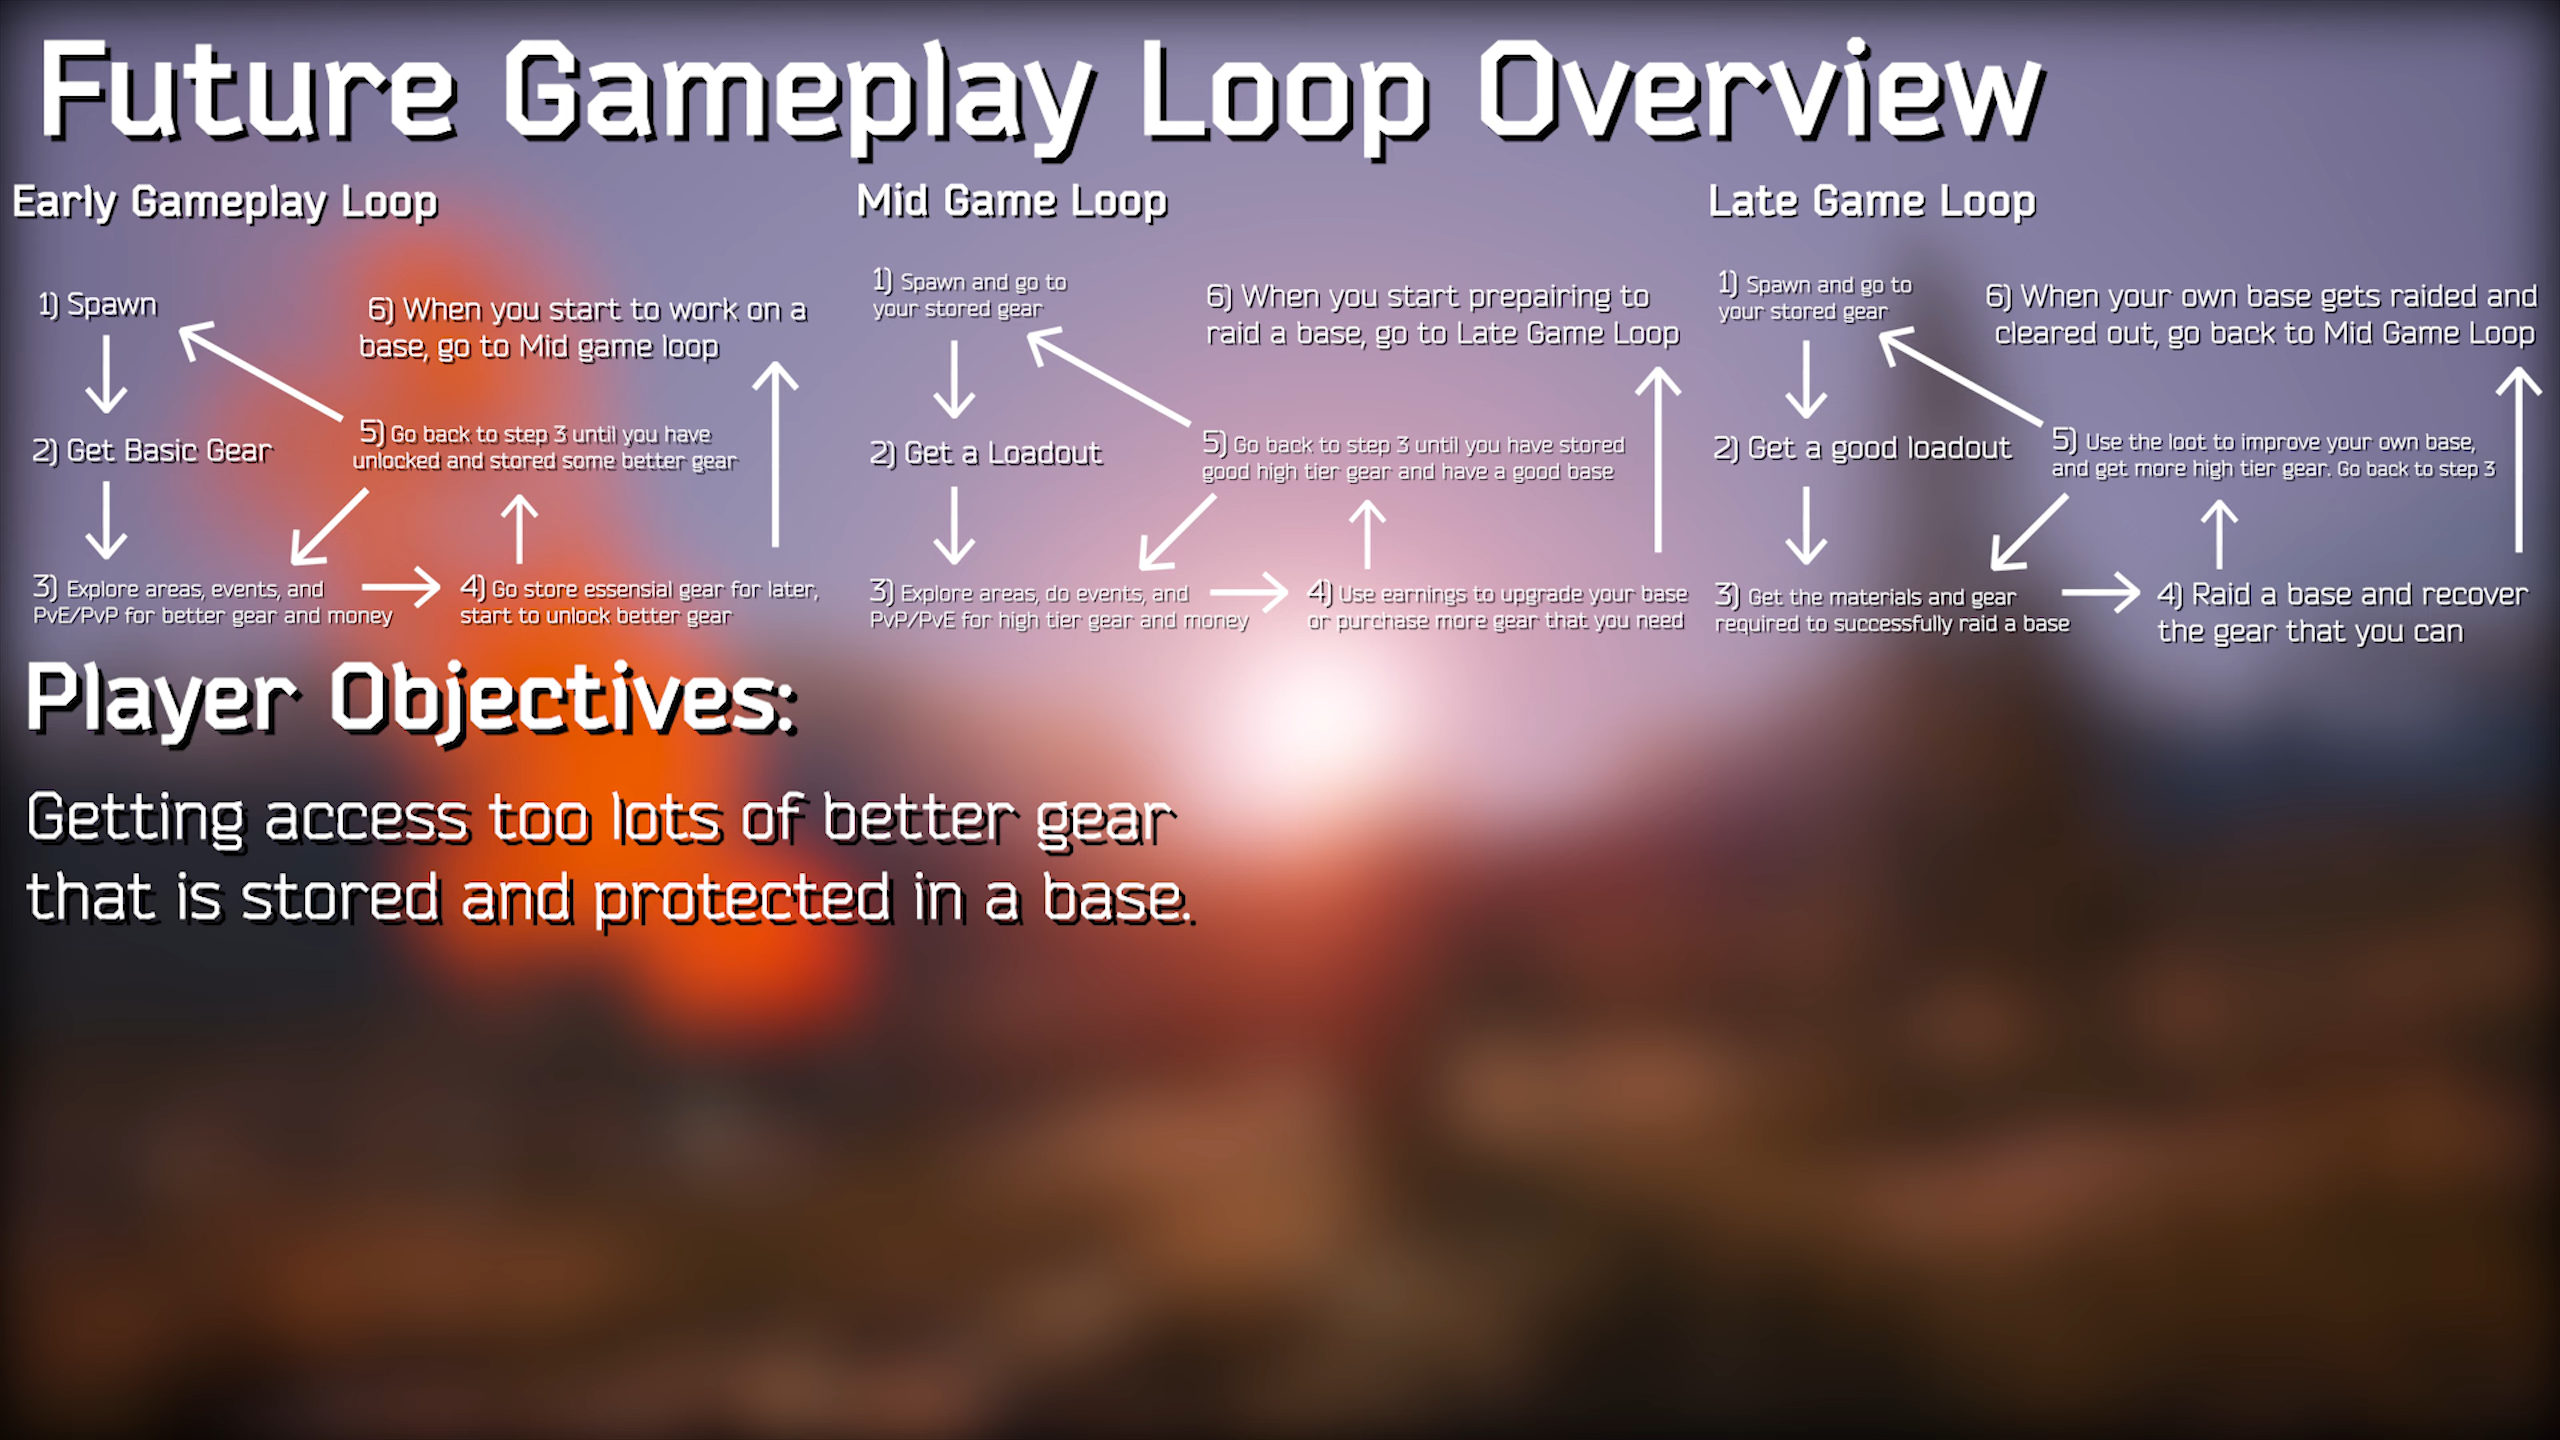 Future Gameplay Loop Overview
Early Gameplay Loop
1) Spawn
2) Get Basic Gear
3) Explore areas, events, and
PvE/PvP for better gear and money
4) Go store essensial gear for later,
start to unlock better gear
5) Go back to step 3 until you have
unlocked and stored some better gear
6) When you start to work on a
base, go to Mid game loop
Mid Game Loop
1) Spawn and go to
your stored gear
2) Get a Loadout
3) Explore areas, do events, and
PvP/PvE for high tier gear and money
4) Use earnings to upgrade your base
or purchase more gear that you need
5) Go back to step 3 until you have stored
good high tier gear and have a good base
6) When you start prepairing to
raid a base, go to Late Game Loop
Late Game Loop
1) Spawn and go to
your stored gear
2) Get a good loadout
3) Get the materials and gear
required to successfully raid a base
4) Raid a base and recover
the gear that you can
5) Use the loot to improve your own base,
and get more high tier gear. Go back to step 3
6) When your own base gets raided and
cleared out, go back to Mid Game Loop
Player Objectives:
Getting access too lots of better gear
that is stored and protected in a base.